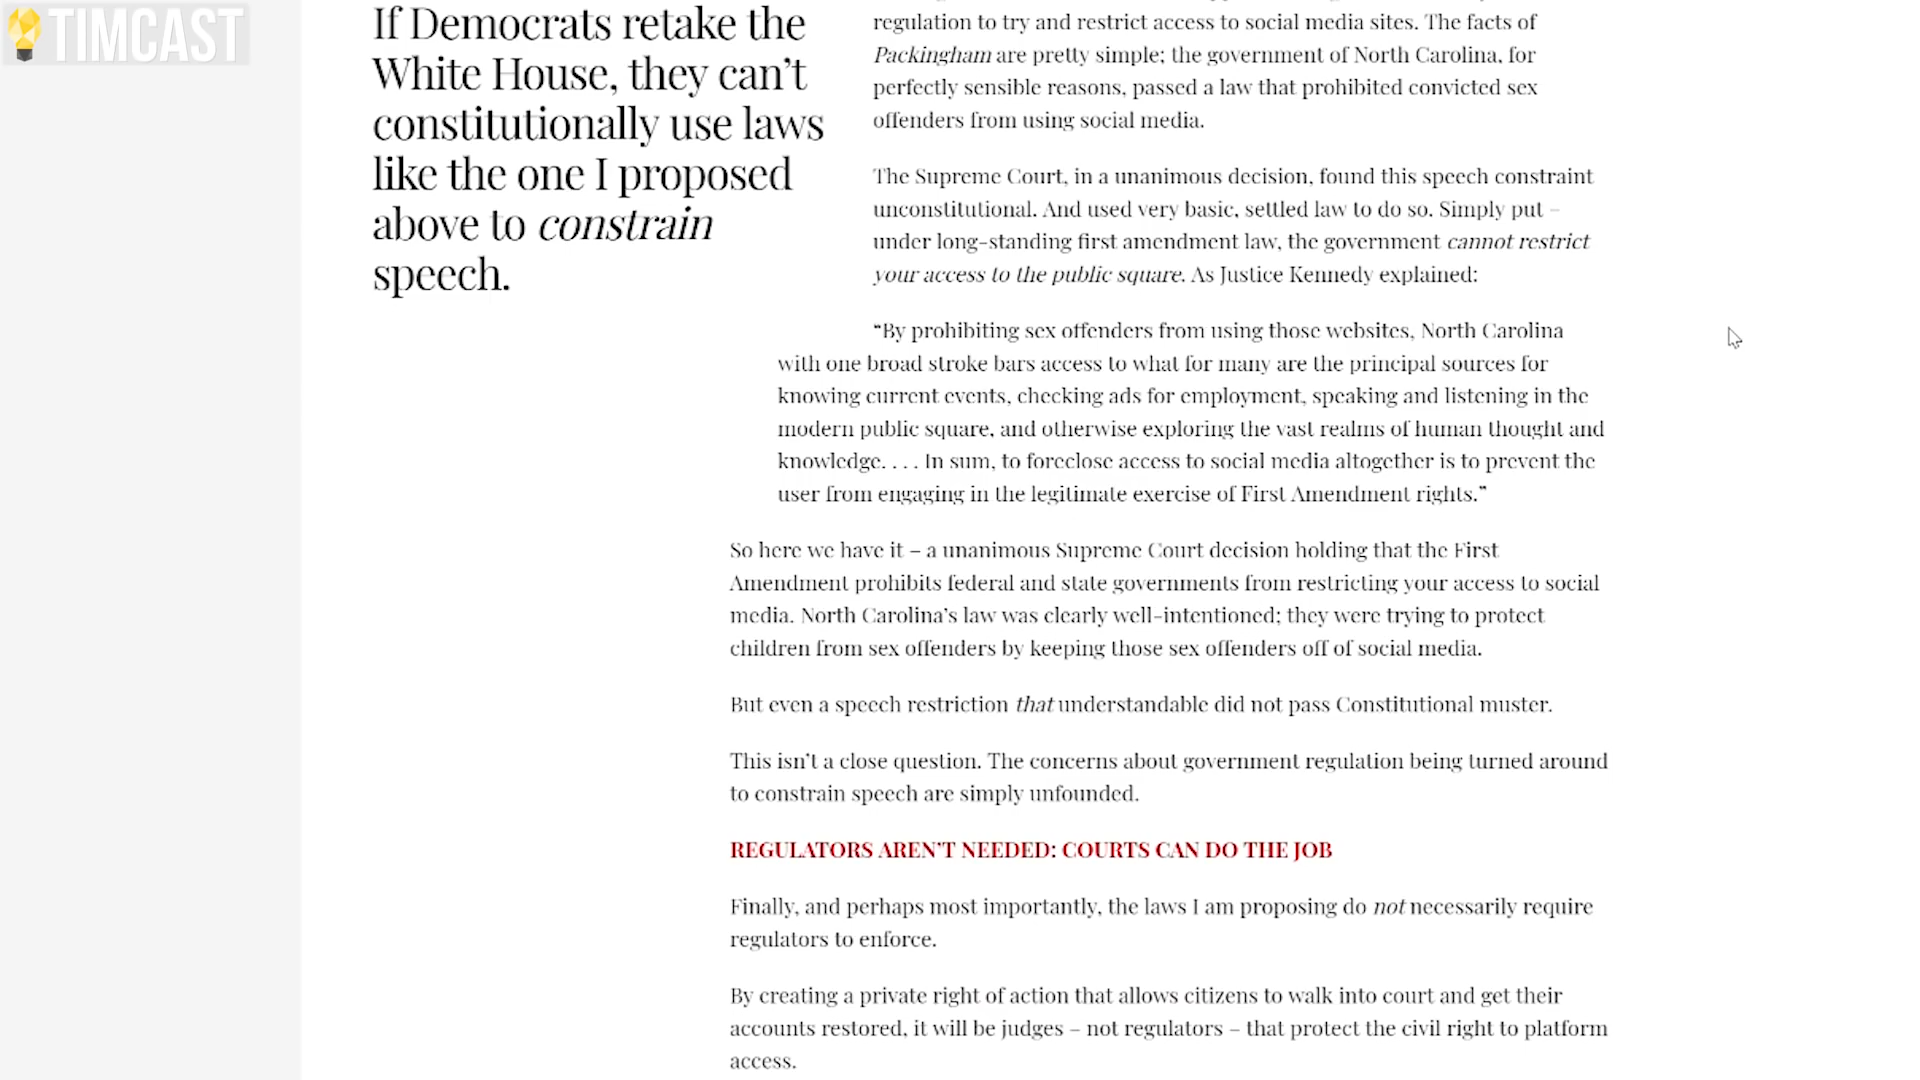 TIMCAST
If Democrats retake the
White House, they can't
constitutionally use laws
like the one I proposed
above to constrain
speech.
regulation to try and restrict access to social media sites. The facts of
Packingham are pretty simple; the government of North Carolina, for
perfectly sensible reasons, passed a law that prohibited convicted sex
offenders from using social media.
The Supreme Court, in a unanimous decision, found this speech constraint
unconstitutional. And used very basic, settled law to do so. Simply put –
under long-standing first amendment law, the government cannot restrict
your access to the public square. As Justice Kennedy explained:
“By prohibiting sex offenders from using those websites, North Carolina
with one broad stroke bars access to what for many are the principal sources for
knowing current events, checking ads for employment, speaking and listening in the
modern public square, and otherwise exploring the vast realms of human thought and
knowledge. . . . In sum, to foreclose access to social media altogether is to prevent the
user from engaging in the legitimate exercise of First Amendment rights.”
So here we have it – a unanimous Supreme Court decision holding that the First
Amendment prohibits federal and state governments from restricting your access to social
media. North Carolina’s law was clearly well-intentioned; they were trying to protect
children from sex offenders by keeping those sex offenders off of social media.
But even a speech restriction that understandable did not pass Constitutional muster.
This isn’t a close question. The concerns about government regulation being turned around
to constrain speech are simply unfounded.
REGULATORS AREN’T NEEDED: COURTS CAN DO THE JOB
Finally, and perhaps most importantly, the laws I am proposing do not necessarily require
regulators to enforce.
By creating a private right of action that allows citizens to walk into court and get their
accounts restored, it will be judges – not regulators – that protect the civil right to platform
access.